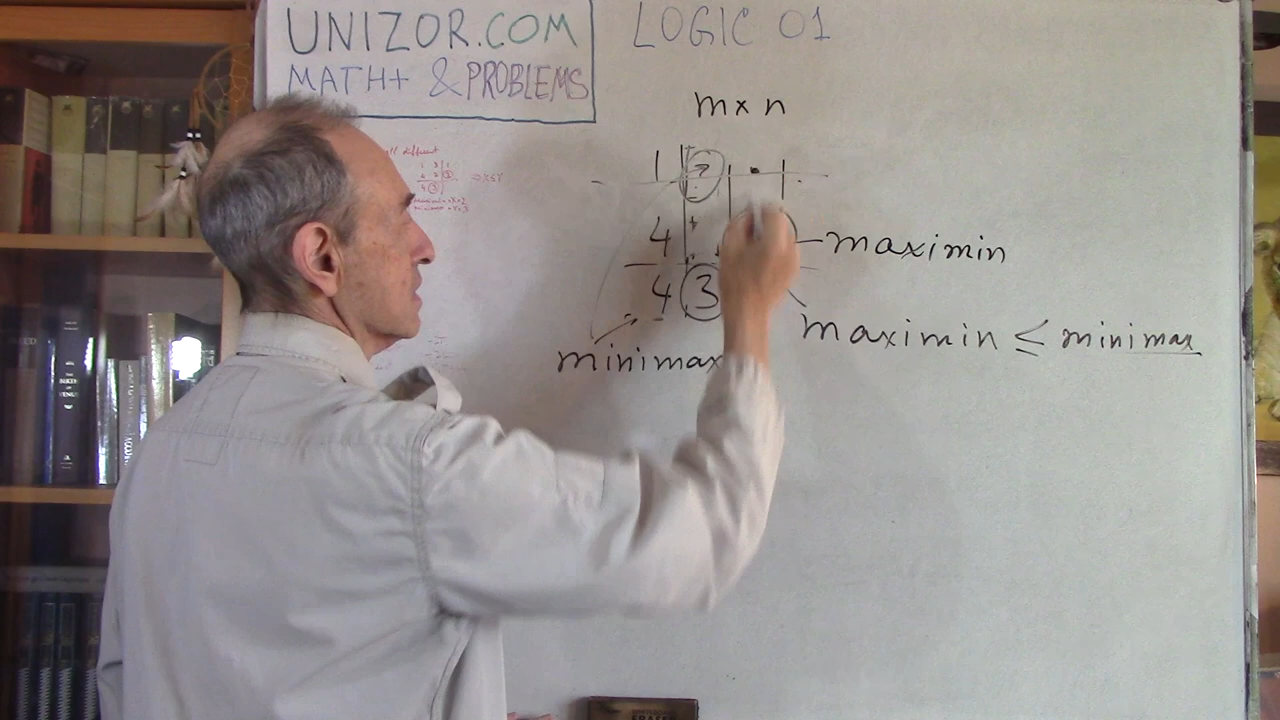 UNIZOR.COM
MATH+ & PROBLEMS
LOGIC 01
m x n
1
4
maximin
4 3
minimax
maximin ≤ minimax